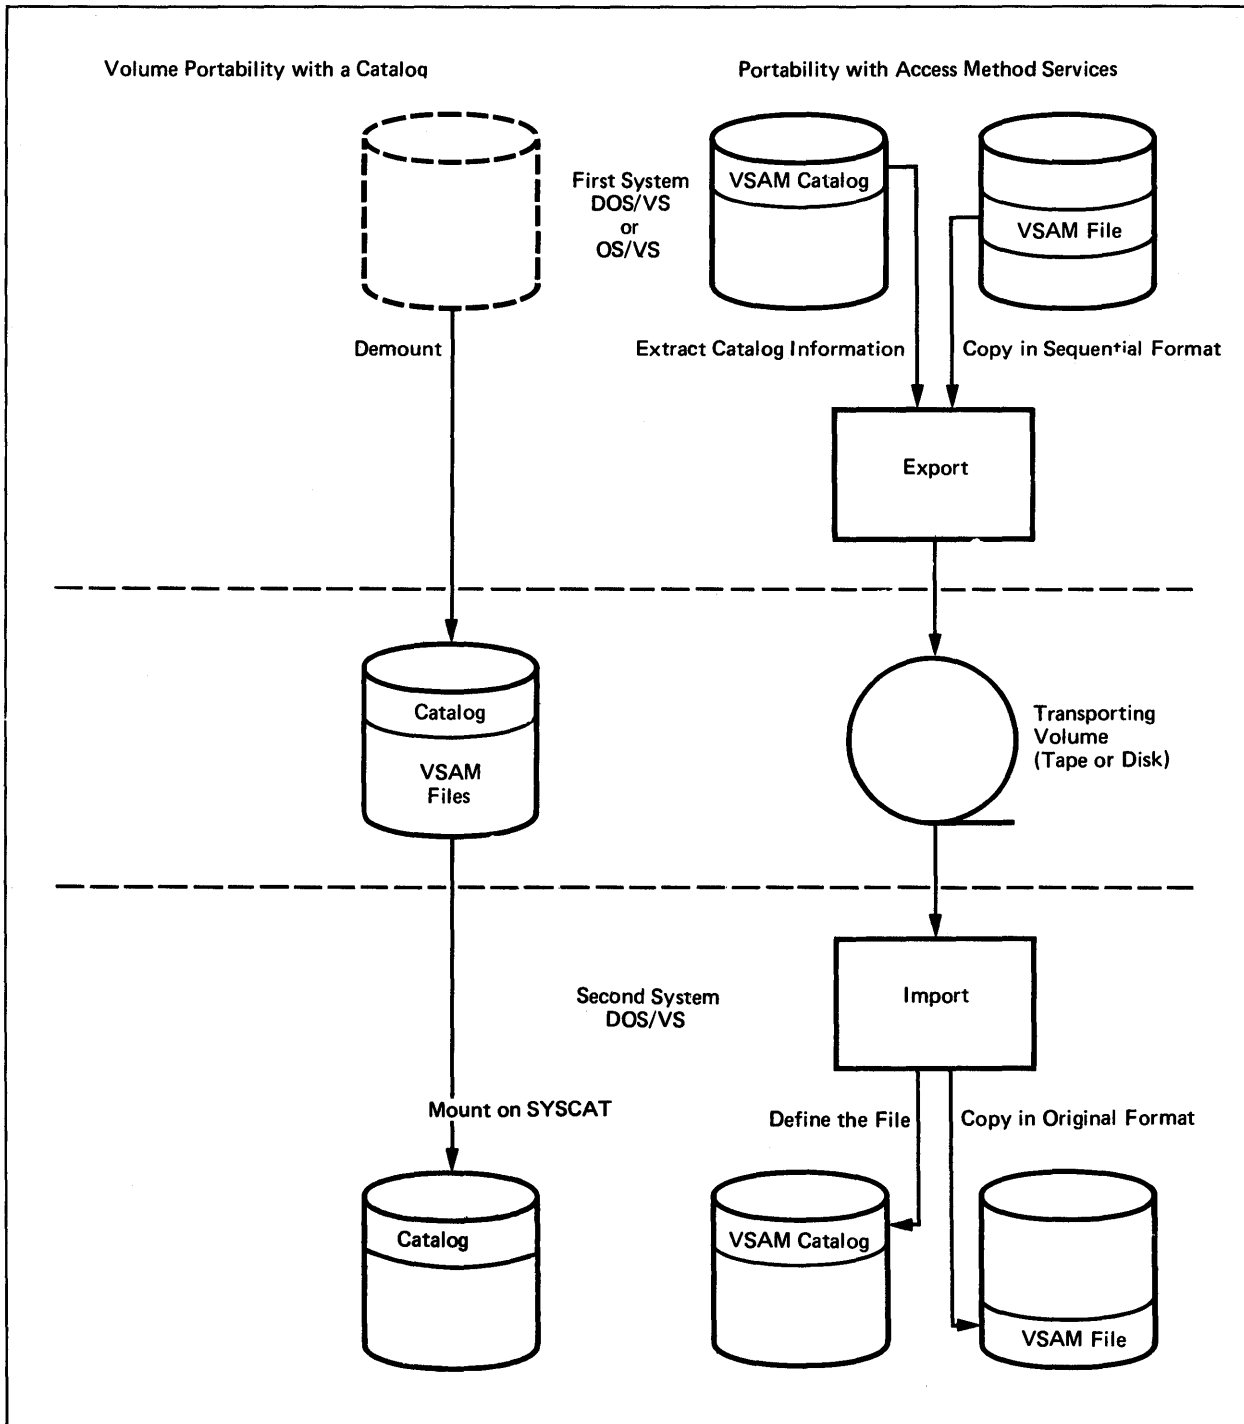 Volume Portability with a Catalog
Portability with Access Method Services
First System
DOS/VS
or
OS/VS
VSAM Catalog
VSAM File
Demount
Extract Catalog Information
Copy in Sequential Format
Export
Catalog
VSAM
Files
Transporting
Volume
(Tape or Disk)
Second System
DOS/VS
Import
Mount on SYSCAT
Define the File
Copy in Original Format
Catalog
VSAM Catalog
VSAM File